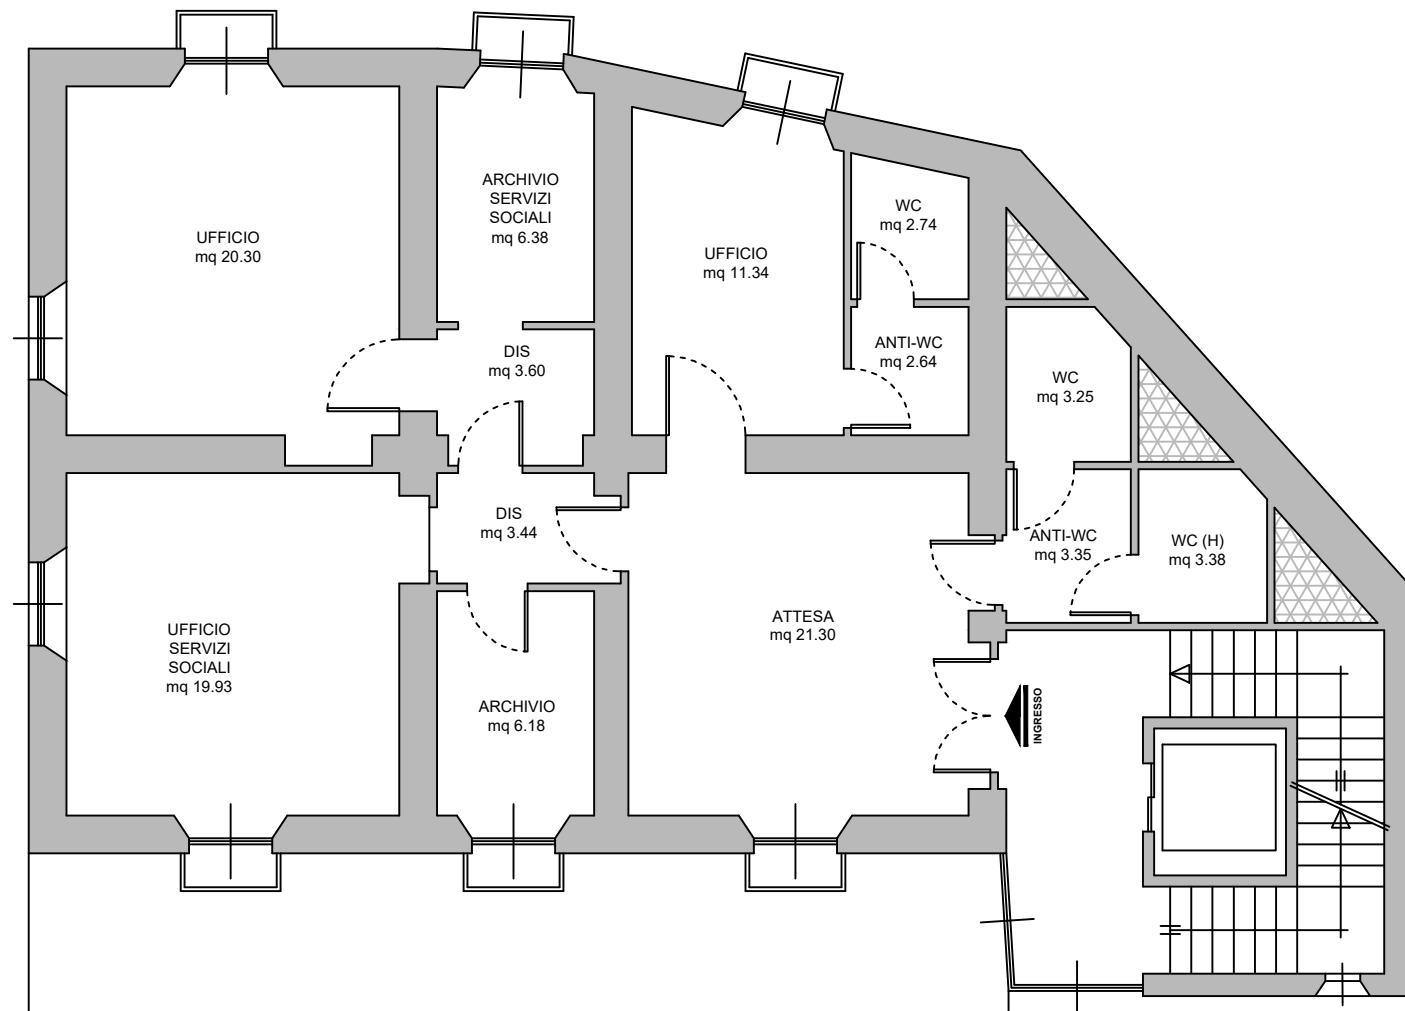 ARCHIVIO
SERVIZI
SOCIALI
mq 6.38
WC
mq 2.74
UFFICIO
mq 20.30
UFFICIO
mq 11.34
DIS
mq 3.60
ANTI-WC
mq 2.64
WC
mq 3.25
DIS
mq 3.44
ANTI-WC
mq 3.35
WC (H)
mq 3.38
UFFICIO
SERVIZI
SOCIALI
mq 19.93
ATTESA
mq 21.30
ARCHIVIO
mq 6.18
INGRESSO